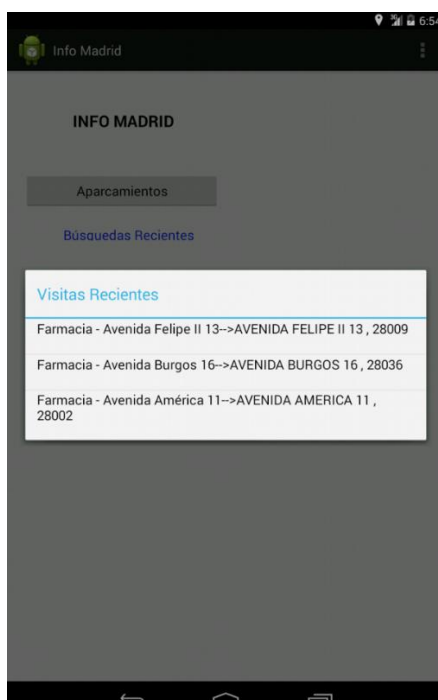 6:54
Info Madrid
INFO MADRID
Aparcamientos
Búsquedas Recientes
Visitas Recientes
Farmacia - Avenida Felipe II 13-->AVENIDA FELIPE II 13 , 28009
Farmacia - Avenida Burgos 16-->AVENIDA BURGOS 16 , 28036
Farmacia - Avenida América 11-->AVENIDA AMERICA 11 ,
28002